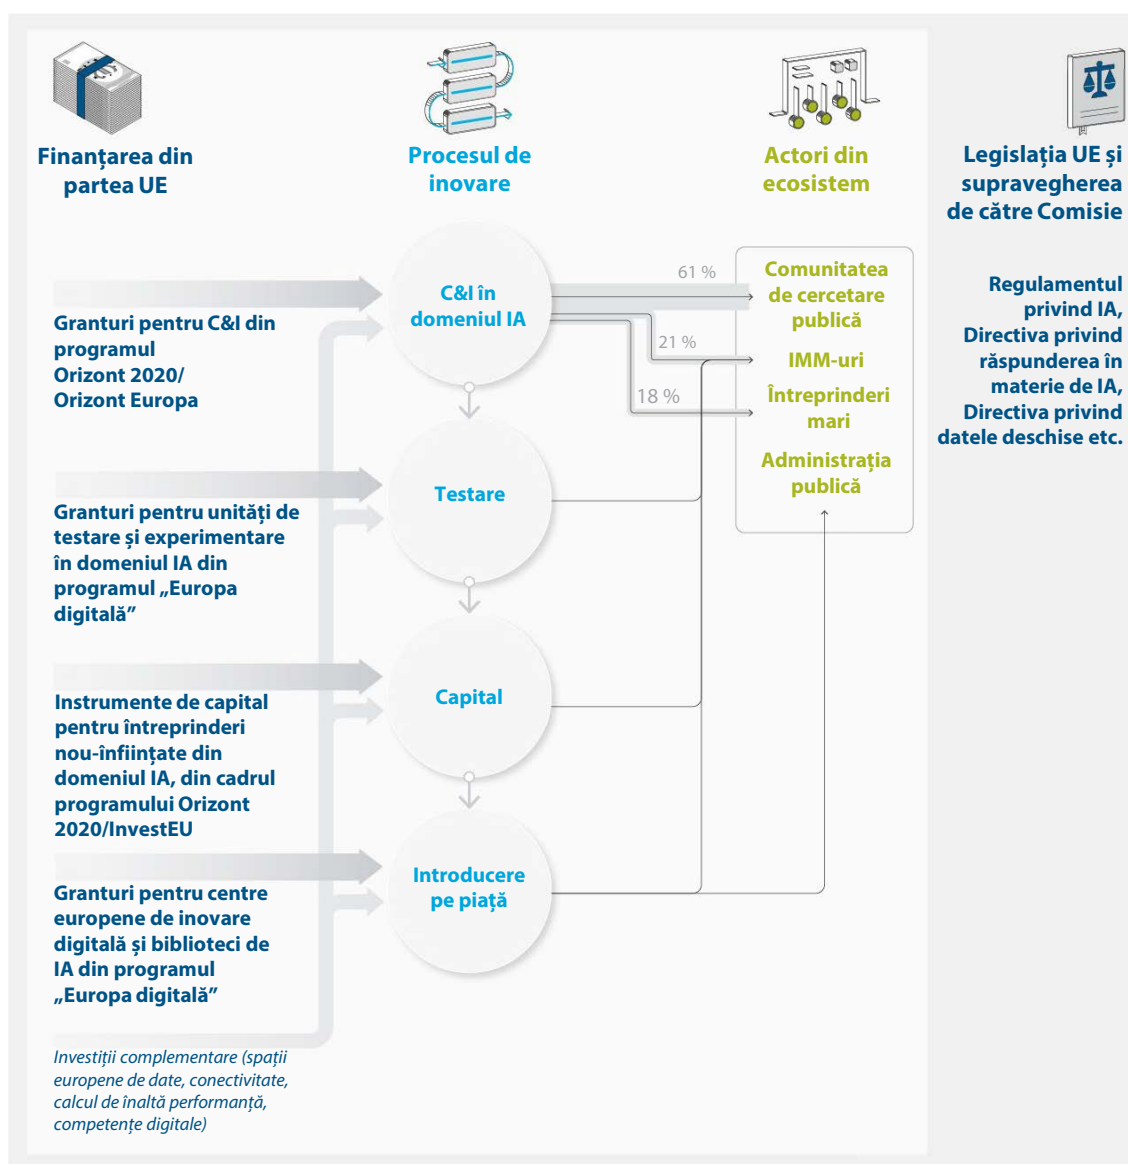 Finanțarea din
partea UE
Procesul de
inovare
Actori din
ecosistem
Legislația UE și
supravegherea
de către Comisie
Granturi pentru C&I din
programul
Orizont 2020/
Orizont Europa
C&I în
domeniul IA
61 %
21 %
18 %
Comunitatea
de cercetare
publică
IMM-uri
Întreprinderi
mari
Administrația
publică
Regulamentul
privind IA,
Directiva privind
răspunderea în
materie de IA,
Directiva privind
datele deschise etc.
Granturi pentru unități de
testare și experimentare
în domeniul IA din
programul „Europa
digitală”
Testare
Instrumente de capital
pentru întreprinderi
nou-înființate din
domeniul IA, din cadrul
programului Orizont
2020/InvestEU
Capital
Granturi pentru centre
europene de inovare
digitală și biblioteci de
IA din programul
„Europa digitală”
Introducere
pe piață
Investiții complementare (spații
europene de date, conectivitate,
calcul de înaltă performanță,
competențe digitale)